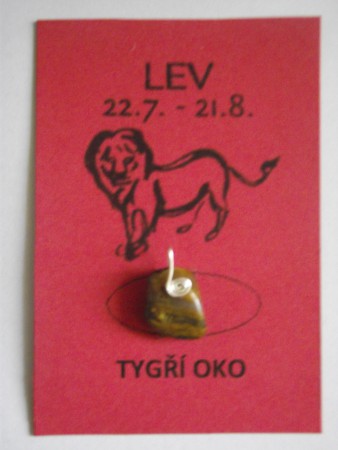 LEV
22.7. - 21.8.
TYGŘÍ OKO